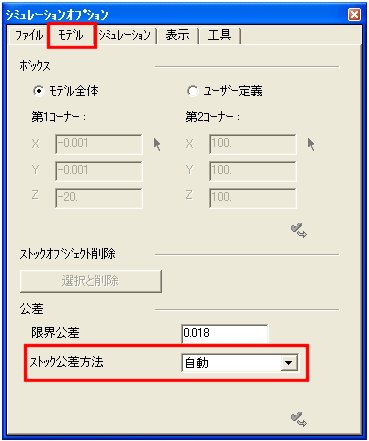 シミュレーションオプション
ファイル モデル シミュレーション 表示 工具
ボックス
モデル全体 ユーザー定義
第1コーナー: 第2コーナー:
X -0.001 X 100.
Y -0.001 Y 100.
Z -20. Z 100.
ストックオブジェクト削除
選択と削除
公差
限界公差 0.018
ストック公差方法 自動